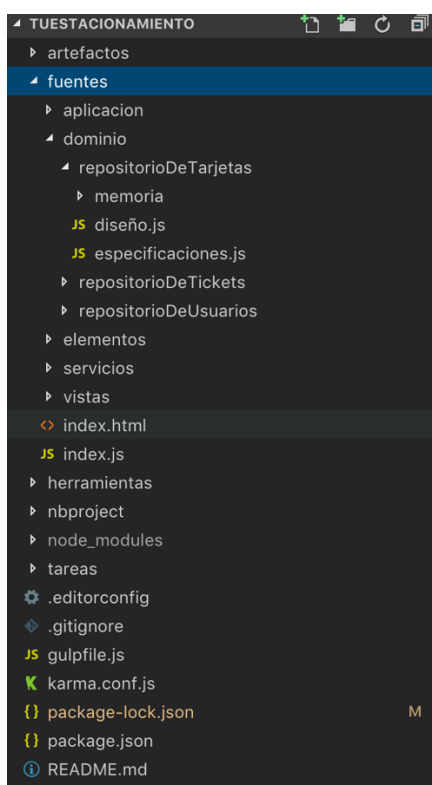 TUESTACIONAMIENTO
artefactos
fuentes
aplicacion
dominio
repositorioDeTarjetas
memoria
JS diseño.js
JS especificaciones.js
repositorioDeTickets
repositorioDeUsuarios
elementos
servicios
vistas
<> index.html
JS index.js
herramientas
nbproject
node_modules
tareas
.editorconfig
.gitignore
JS gulpfile.js
K karma.conf.js
{} package-lock.json M
{} package.json
README.md